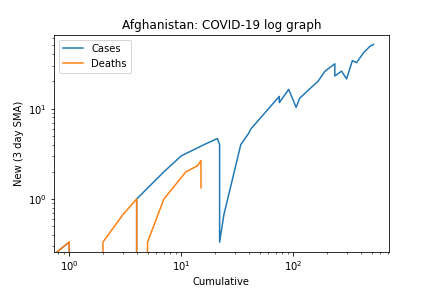 Afghanistan: COVID-19 log graph
Cases
Deaths
New (3 day SMA)
10¹
10⁰
10⁰
10¹
10²
Cumulative